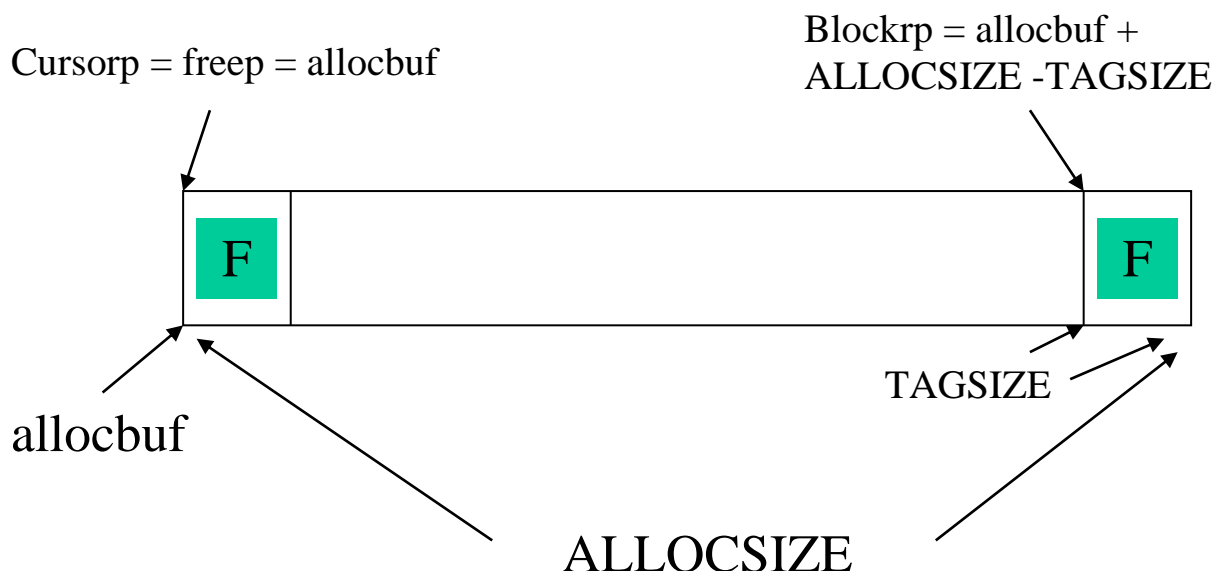 Cursorp = freep = allocbuf
Blockrp = allocbuf +
ALLOCSIZE -TAGSIZE
F
F
TAGSIZE
allocbuf
ALLOCSIZE